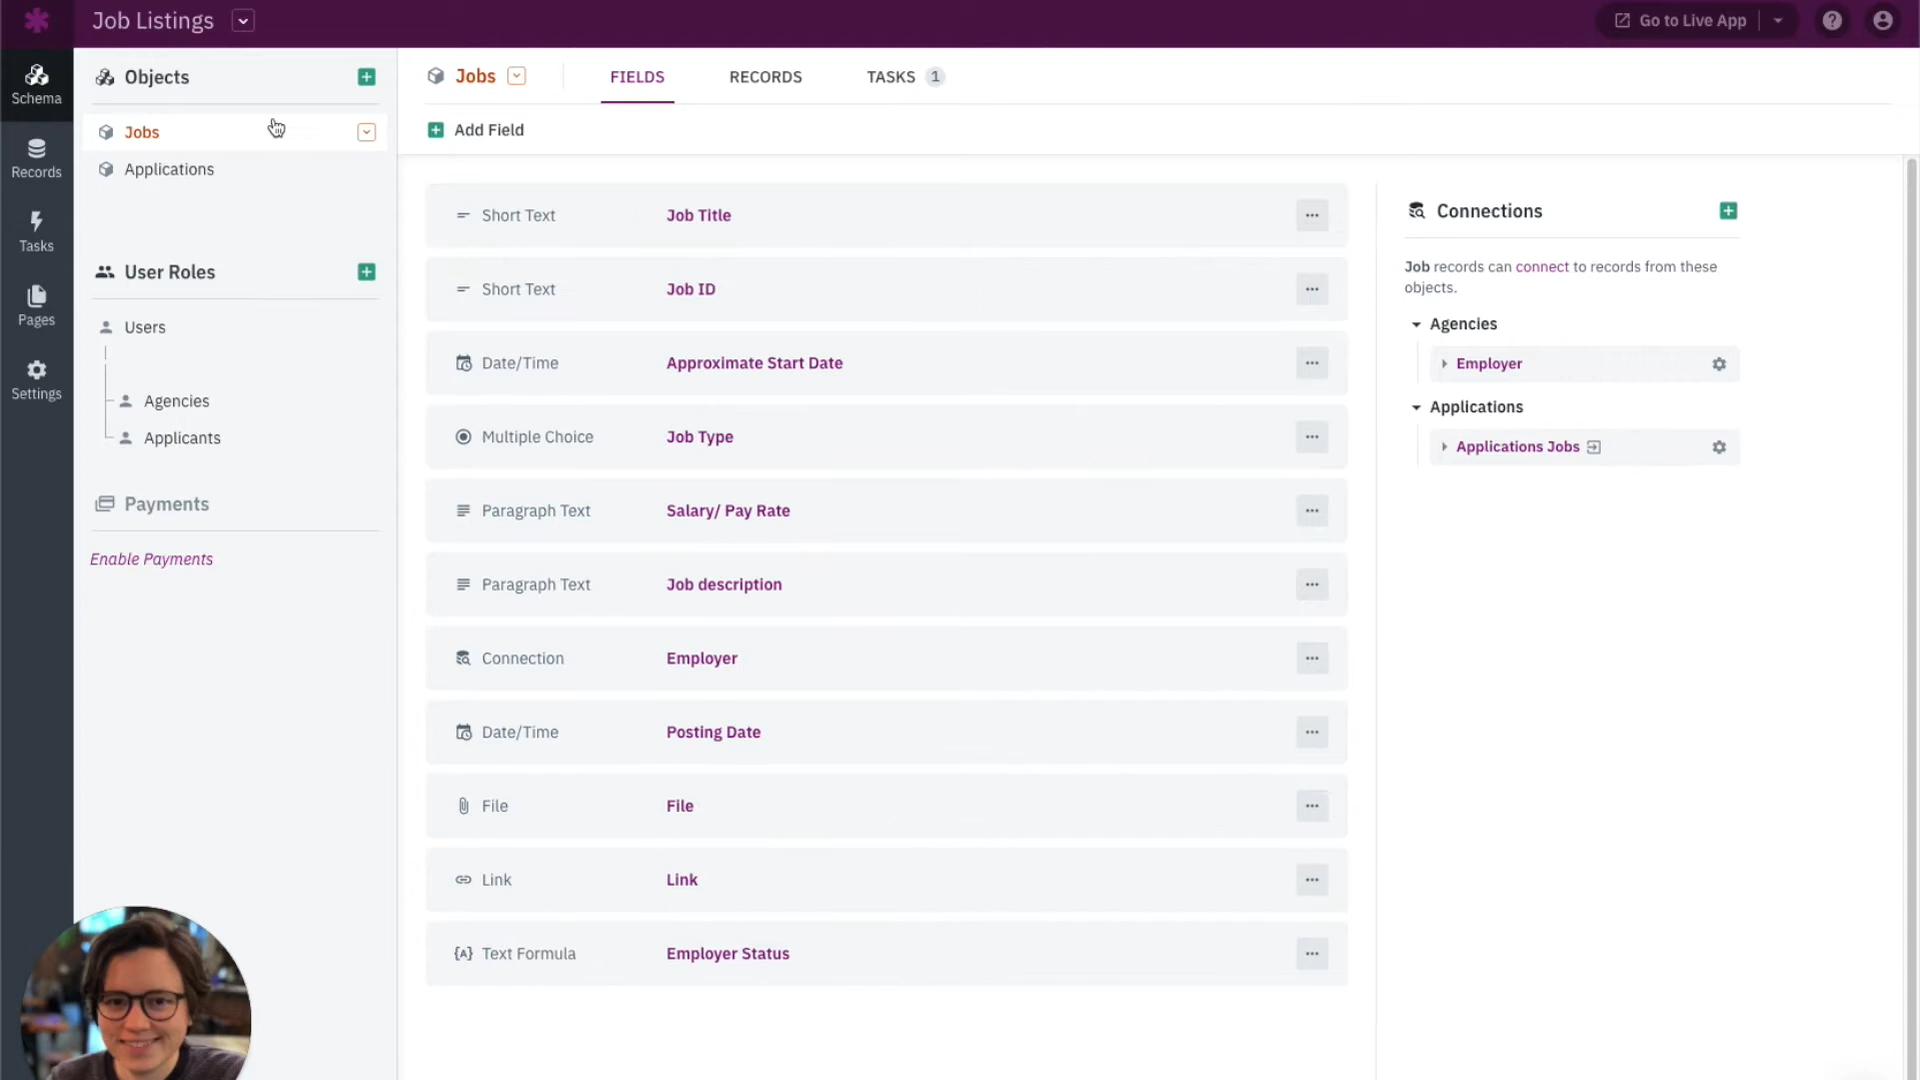 Job Listings
Go to Live App
Schema
Records
Tasks
Pages
Settings
Objects
Jobs
Applications
User Roles
Users
Agencies
Applicants
Payments
Enable Payments
Jobs
FIELDS
RECORDS
TASKS 1
Add Field
Short Text Job Title
Short Text Job ID
Date/Time Approximate Start Date
Multiple Choice Job Type
Paragraph Text Salary/ Pay Rate
Paragraph Text Job description
Connection Employer
Date/Time Posting Date
File File
Link Link
{A} Text Formula Employer Status
Connections
Job records can connect to records from these
objects.
Agencies
Employer
Applications
Applications Jobs